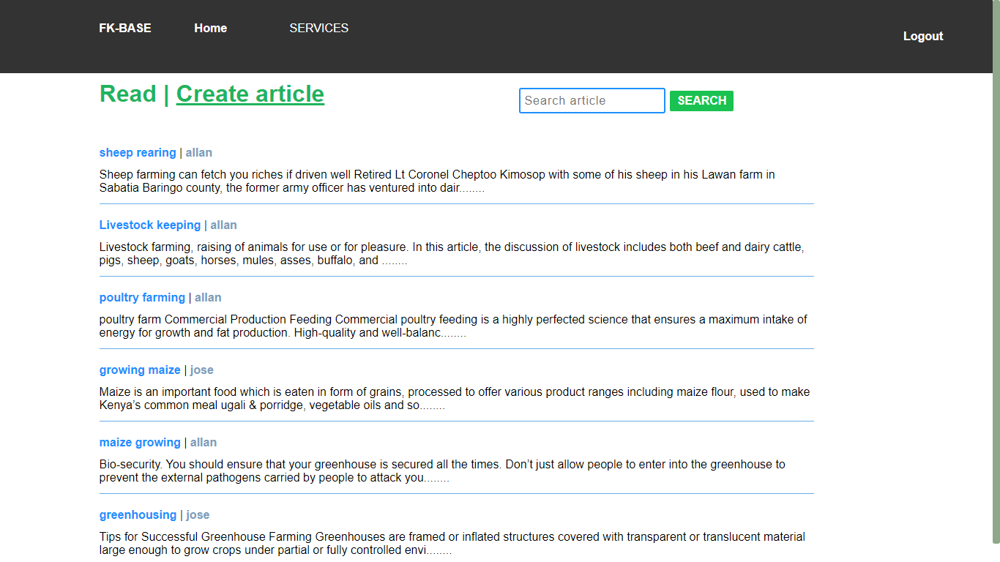 FK-BASE Home SERVICES Logout
Read | Create article
Search article SEARCH
sheep rearing | allan
Sheep farming can fetch you riches if driven well Retired Lt Coronel Cheptoo Kimosop with some of his sheep in his Lawan farm in
Sabatia Baringo county, the former army officer has ventured into dair........
Livestock keeping | allan
Livestock farming, raising of animals for use or for pleasure. In this article, the discussion of livestock includes both beef and dairy cattle,
pigs, sheep, goats, horses, mules, asses, buffalo, and ........
poultry farming | allan
poultry farm Commercial Production Feeding Commercial poultry feeding is a highly perfected science that ensures a maximum intake of
energy for growth and fat production. High-quality and well-balanc........
growing maize | jose
Maize is an important food which is eaten in form of grains, processed to offer various product ranges including maize flour, used to make
Kenya’s common meal ugali & porridge, vegetable oils and so........
maize growing | allan
Bio-security. You should ensure that your greenhouse is secured all the times. Don’t just allow people to enter into the greenhouse to
prevent the external pathogens carried by people to attack you........
greenhousing | jose
Tips for Successful Greenhouse Farming Greenhouses are framed or inflated structures covered with transparent or translucent material
large enough to grow crops under partial or fully controlled envi........